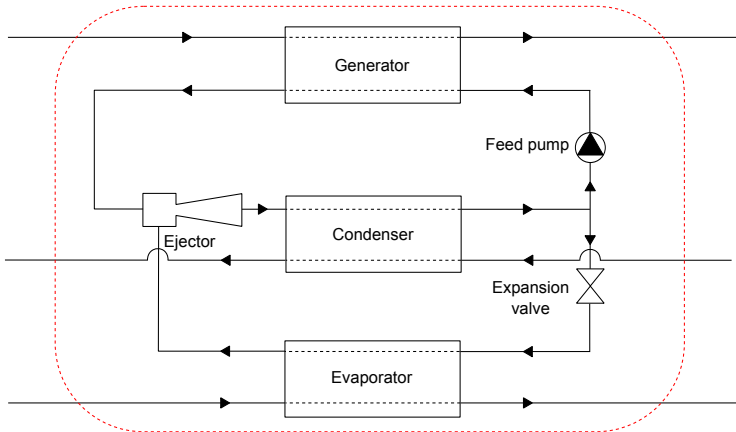 Generator
Feed pump
Ejector
Condenser
Expansion
valve
Evaporator